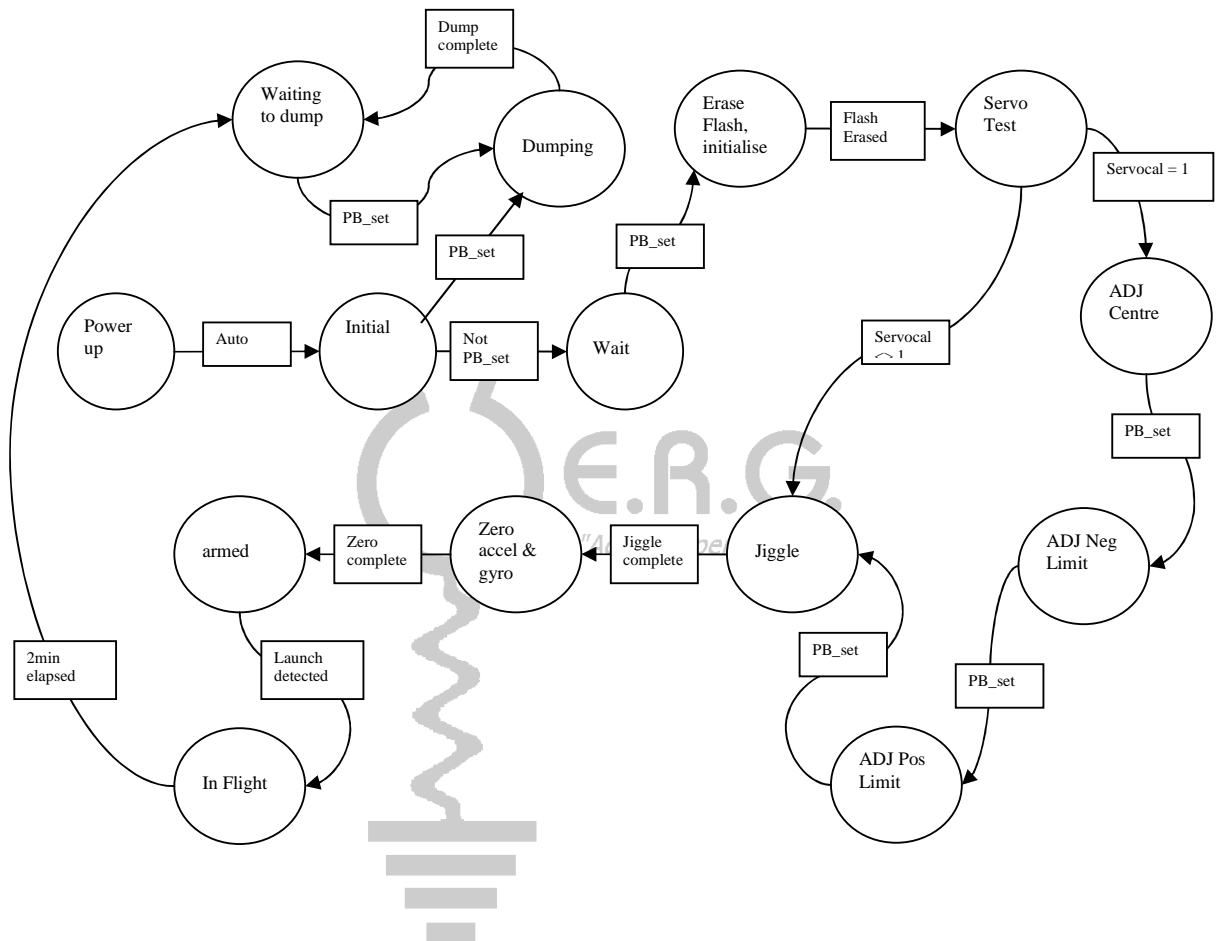 Dump
complete
Waiting
to dump
Dumping
PB_set
PB_set
Erase
Flash,
initialise
Flash
Erased
Servo
Test
Servocal = 1
PB_set
Power
up
Auto
Initial
Not
PB_set
Wait
Servocal
<> 1
ADJ
Centre
PB_set
E.R.G.
armed
Zero
complete
Zero
accel &
gyro
Jiggle
complete
Jiggle
ADJ Neg
Limit
2min
elapsed
Launch
detected
PB_set
PB_set
In Flight
ADJ Pos
Limit